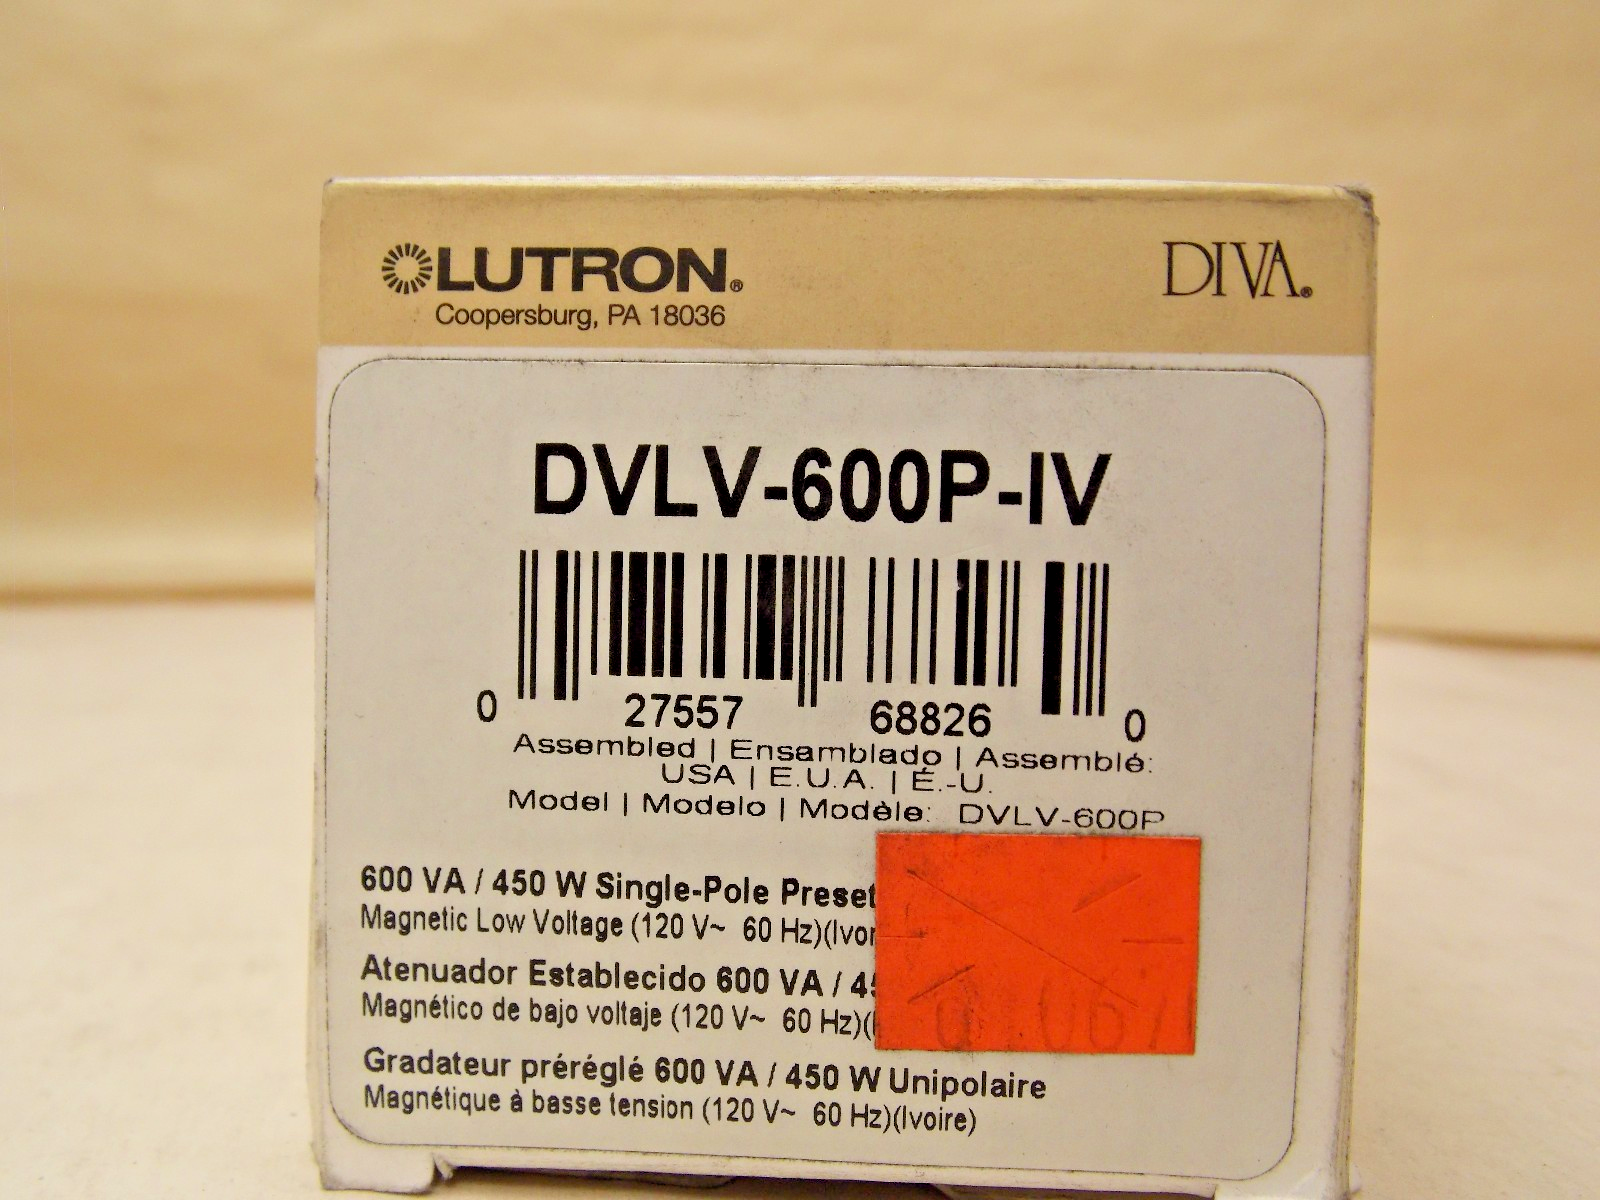 LUTRON®
DIVA®
Coopersburg, PA 18036
DVLV-600P-IV
0 27557 68826 0
Assembled | Ensamblado | Assemblé:
USA | E.U.A. | É.-U.
Model | Modelo | Modèle: DVLV-600P
600 VA / 450 W Single-Pole Preset
Magnetic Low Voltage (120 V~ 60 Hz)(Ivor
Atenuador Establecido 600 VA / 45
Magnético de bajo voltaje (120 V~ 60 Hz)(
Gradateur préréglé 600 VA / 450 W Unipolaire
Magnétique à basse tension (120 V~ 60 Hz)(Ivoire)